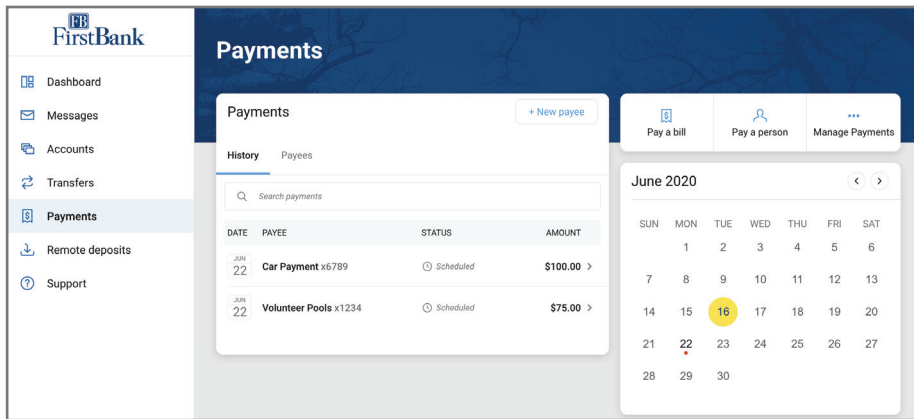 FB
FirstBank
Dashboard
Messages
Accounts
Transfers
Payments
Remote deposits
Support
Payments
Payments
+ New payee
History Payees
Search payments
DATE PAYEE STATUS AMOUNT
JUN
22 Car Payment x6789 Scheduled $100.00 >
JUN
22 Volunteer Pools x1234 Scheduled $75.00 >
Pay a bill Pay a person Manage Payments
June 2020
SUN MON TUE WED THU FRI SAT
1 2 3 4 5 6
7 8 9 10 11 12 13
14 15 16 17 18 19 20
21 22 23 24 25 26 27
28 29 30